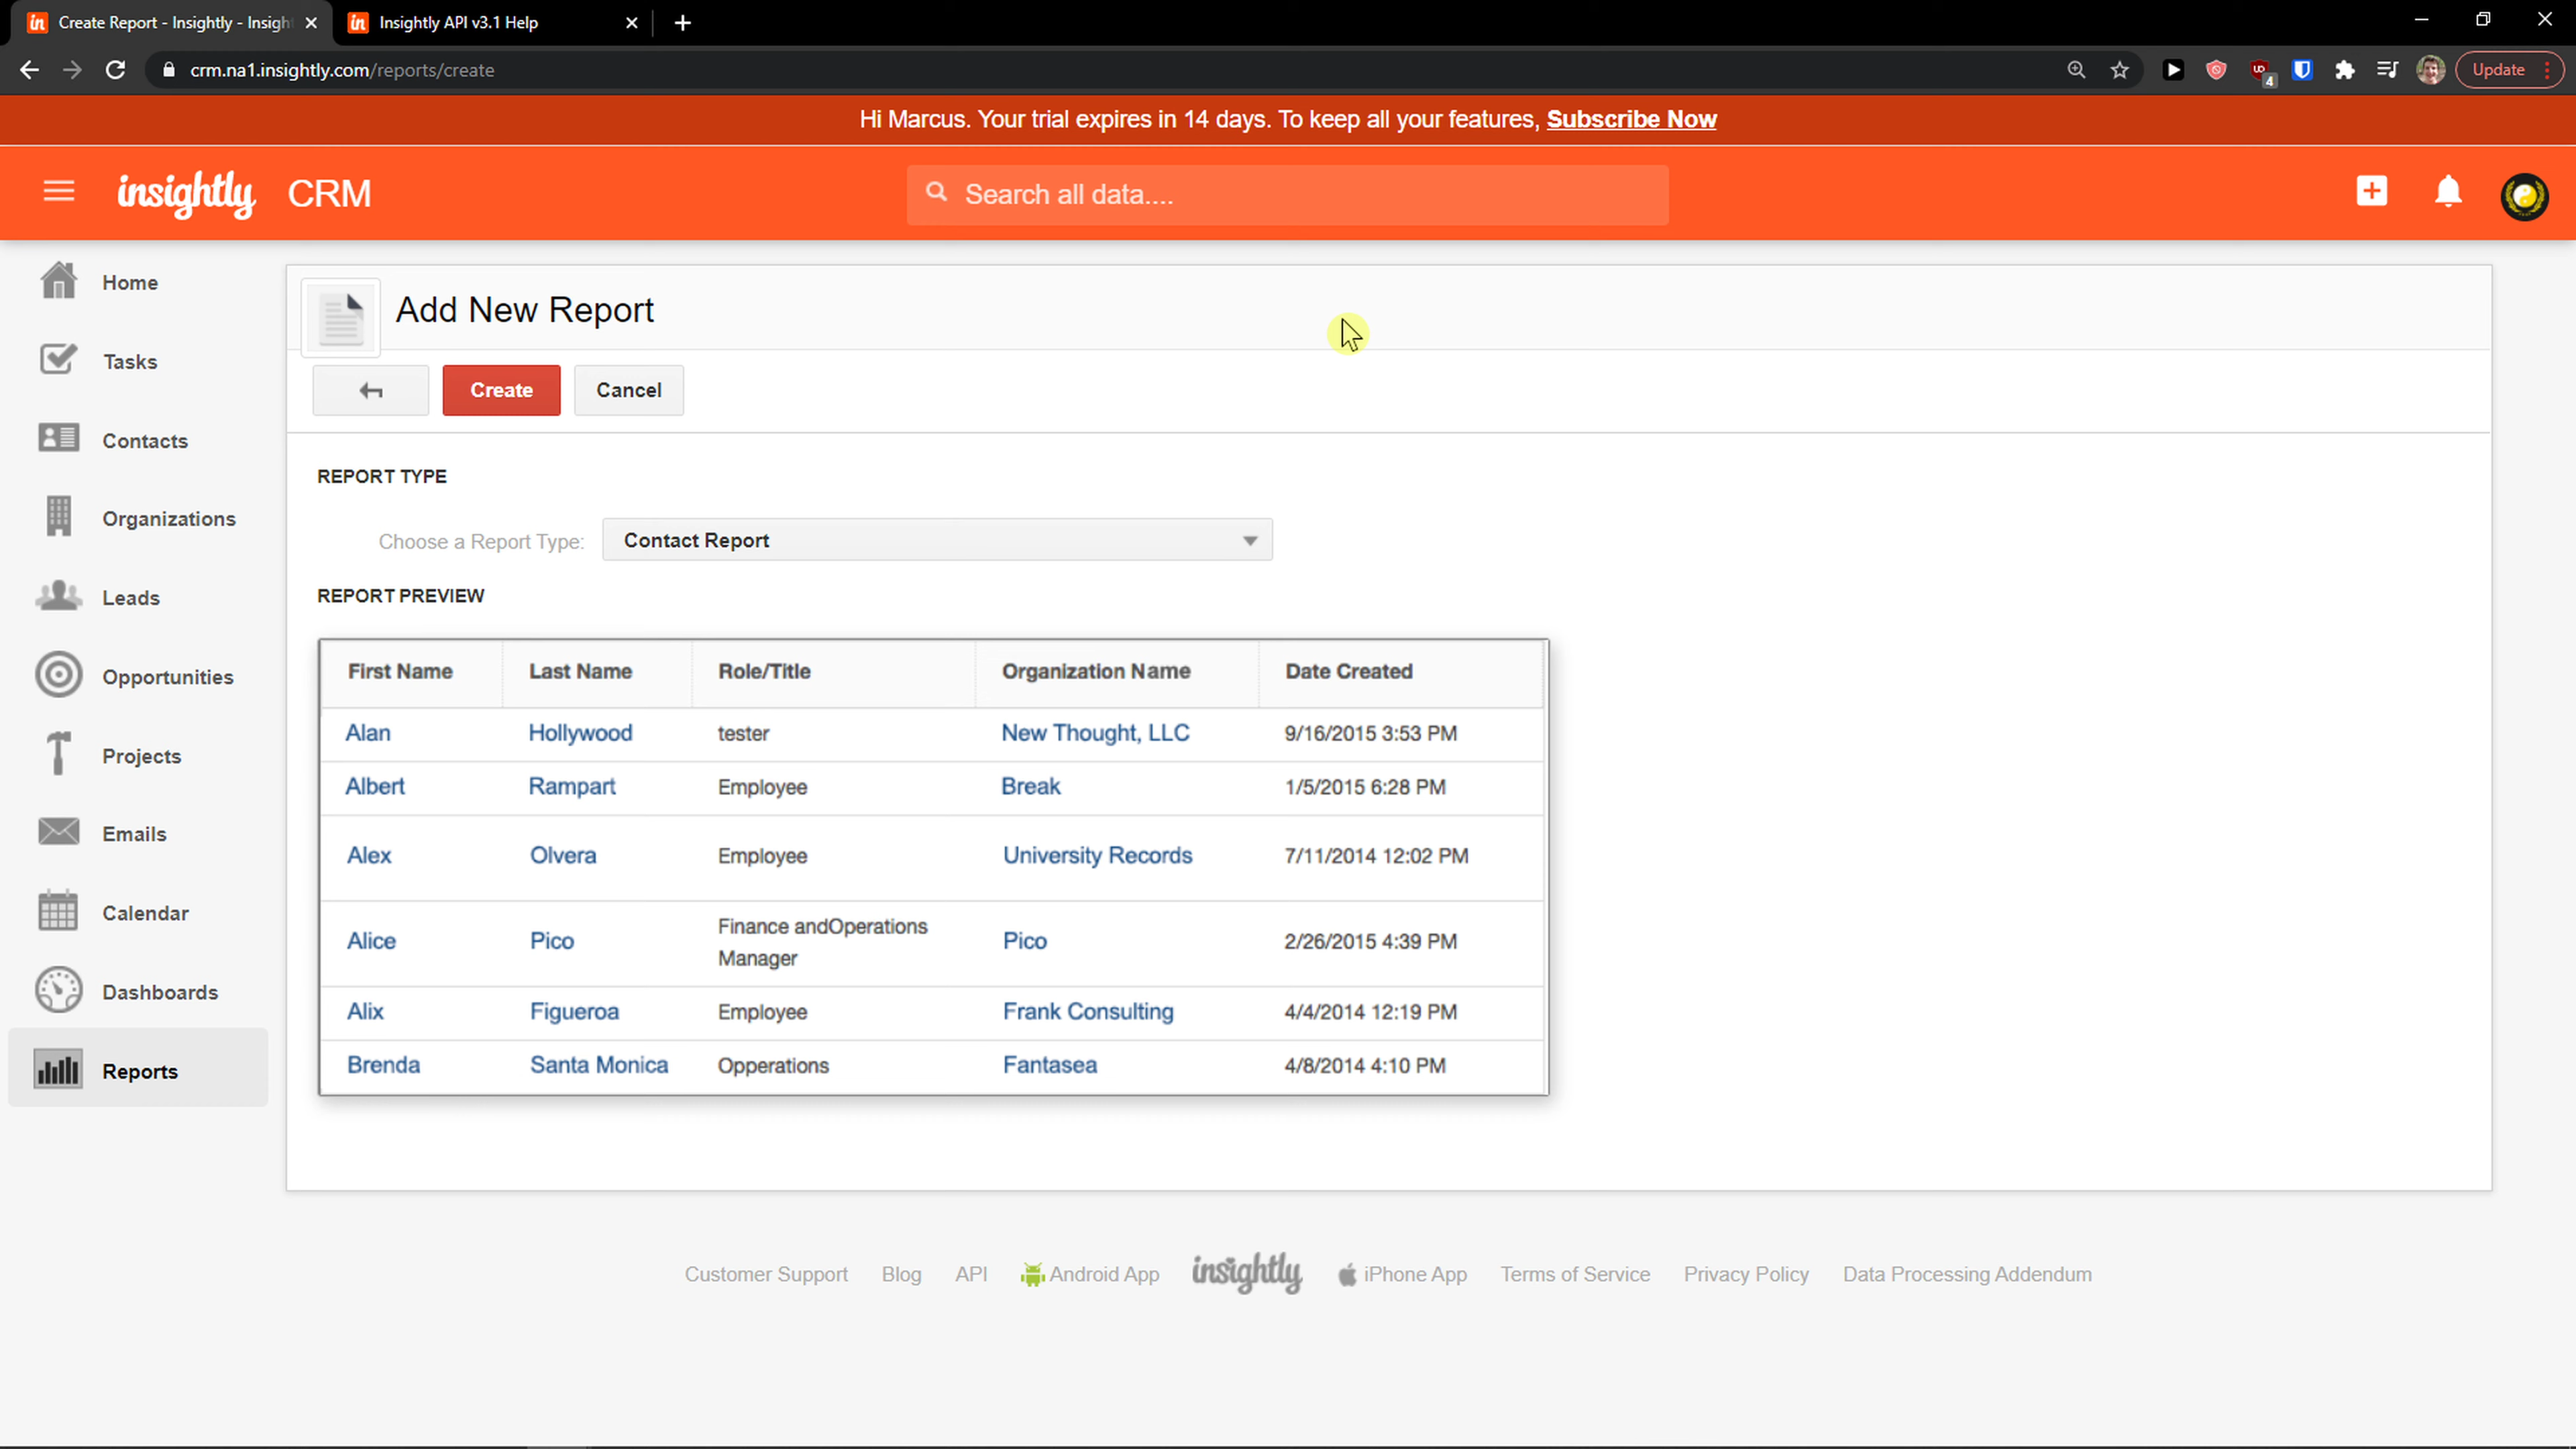 Create Report - Insightly - Insigh
Insightly API v3.1 Help
crm.na1.insightly.com/reports/create
4
Update
Hi Marcus. Your trial expires in 14 days. To keep all your features, Subscribe Now
insightly CRM
Search all data....
Home
Tasks
Contacts
Organizations
Leads
Opportunities
Projects
Emails
Calendar
Dashboards
Reports
Add New Report
Create
Cancel
REPORT TYPE
Choose a Report Type: Contact Report
REPORT PREVIEW
First Name Last Name Role/Title Organization Name Date Created
Alan Hollywood tester New Thought, LLC 9/16/2015 3:53 PM
Albert Rampart Employee Break 1/5/2015 6:28 PM
Alex Olvera Employee University Records 7/11/2014 12:02 PM
Alice Pico Finance andOperations Manager Pico 2/26/2015 4:39 PM
Alix Figueroa Employee Frank Consulting 4/4/2014 12:19 PM
Brenda Santa Monica Opperations Fantasea 4/8/2014 4:10 PM
Customer Support Blog API Android App insightly iPhone App Terms of Service Privacy Policy Data Processing Addendum